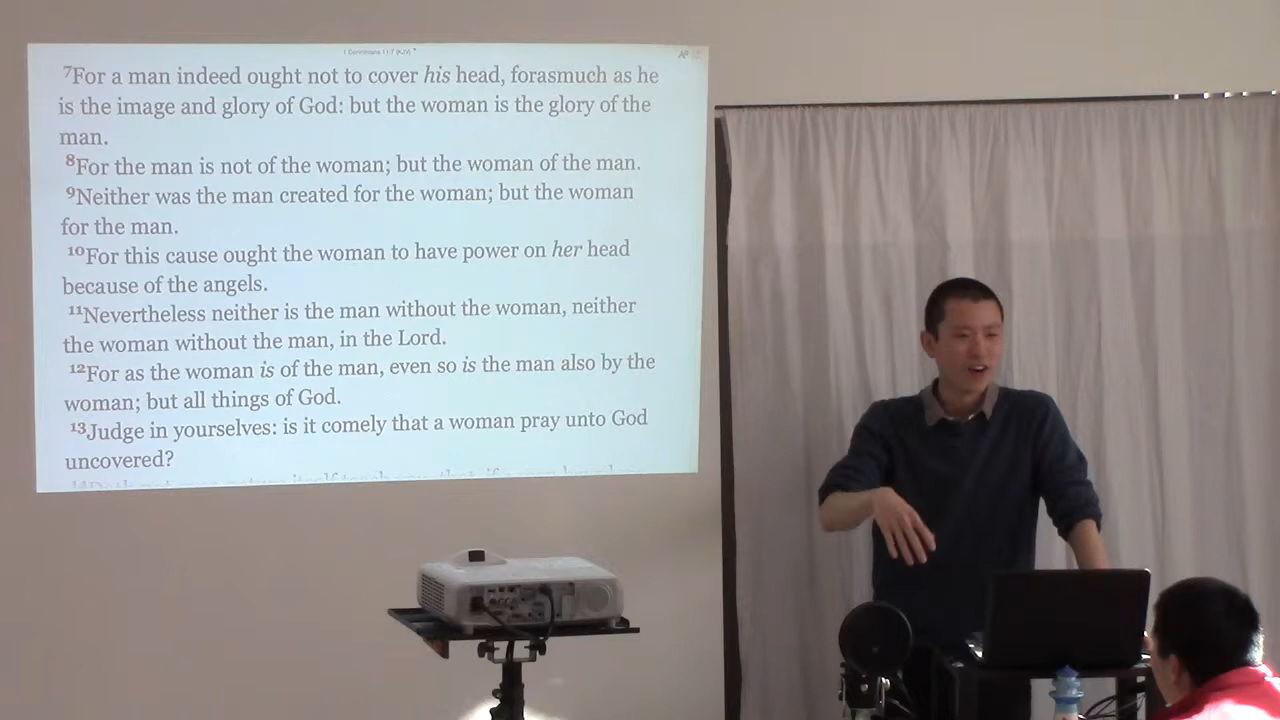 1 Corinthians 11:7 (KJV)
⁷For a man indeed ought not to cover his head, forasmuch as he
is the image and glory of God: but the woman is the glory of the
man.
⁸For the man is not of the woman; but the woman of the man.
⁹Neither was the man created for the woman; but the woman
for the man.
¹⁰For this cause ought the woman to have power on her head
because of the angels.
¹¹Nevertheless neither is the man without the woman, neither
the woman without the man, in the Lord.
¹²For as the woman is of the man, even so is the man also by the
woman; but all things of God.
¹³Judge in yourselves: is it comely that a woman pray unto God
uncovered?